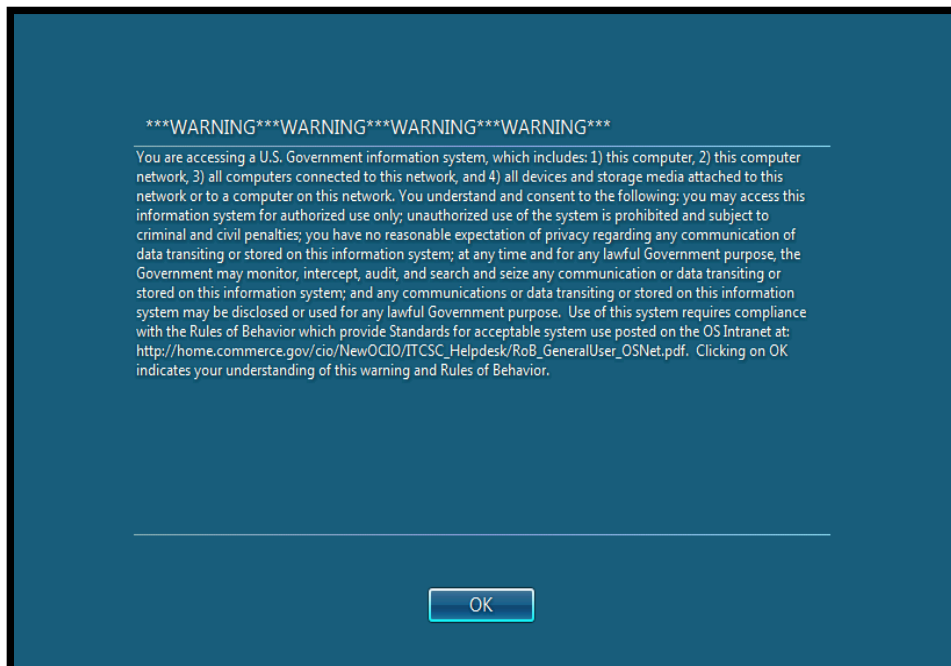 ***WARNING***WARNING***WARNING***WARNING***
You are accessing a U.S. Government information system, which includes: 1) this computer, 2) this computer
network, 3) all computers connected to this network, and 4) all devices and storage media attached to this
network or to a computer on this network. You understand and consent to the following: you may access this
information system for authorized use only; unauthorized use of the system is prohibited and subject to
criminal and civil penalties; you have no reasonable expectation of privacy regarding any communication of
data transiting or stored on this information system; at any time and for any lawful Government purpose, the
Government may monitor, intercept, audit, and search and seize any communication or data transiting or
stored on this information system; and any communications or data transiting or stored on this information
system may be disclosed or used for any lawful Government purpose.  Use of this system requires compliance
with the Rules of Behavior which provide Standards for acceptable system use posted on the OS Intranet at:
http://home.commerce.gov/cio/NewOCIO/ITCSC_Helpdesk/RoB_GeneralUser_OSNet.pdf.  Clicking on OK
indicates your understanding of this warning and Rules of Behavior.
OK